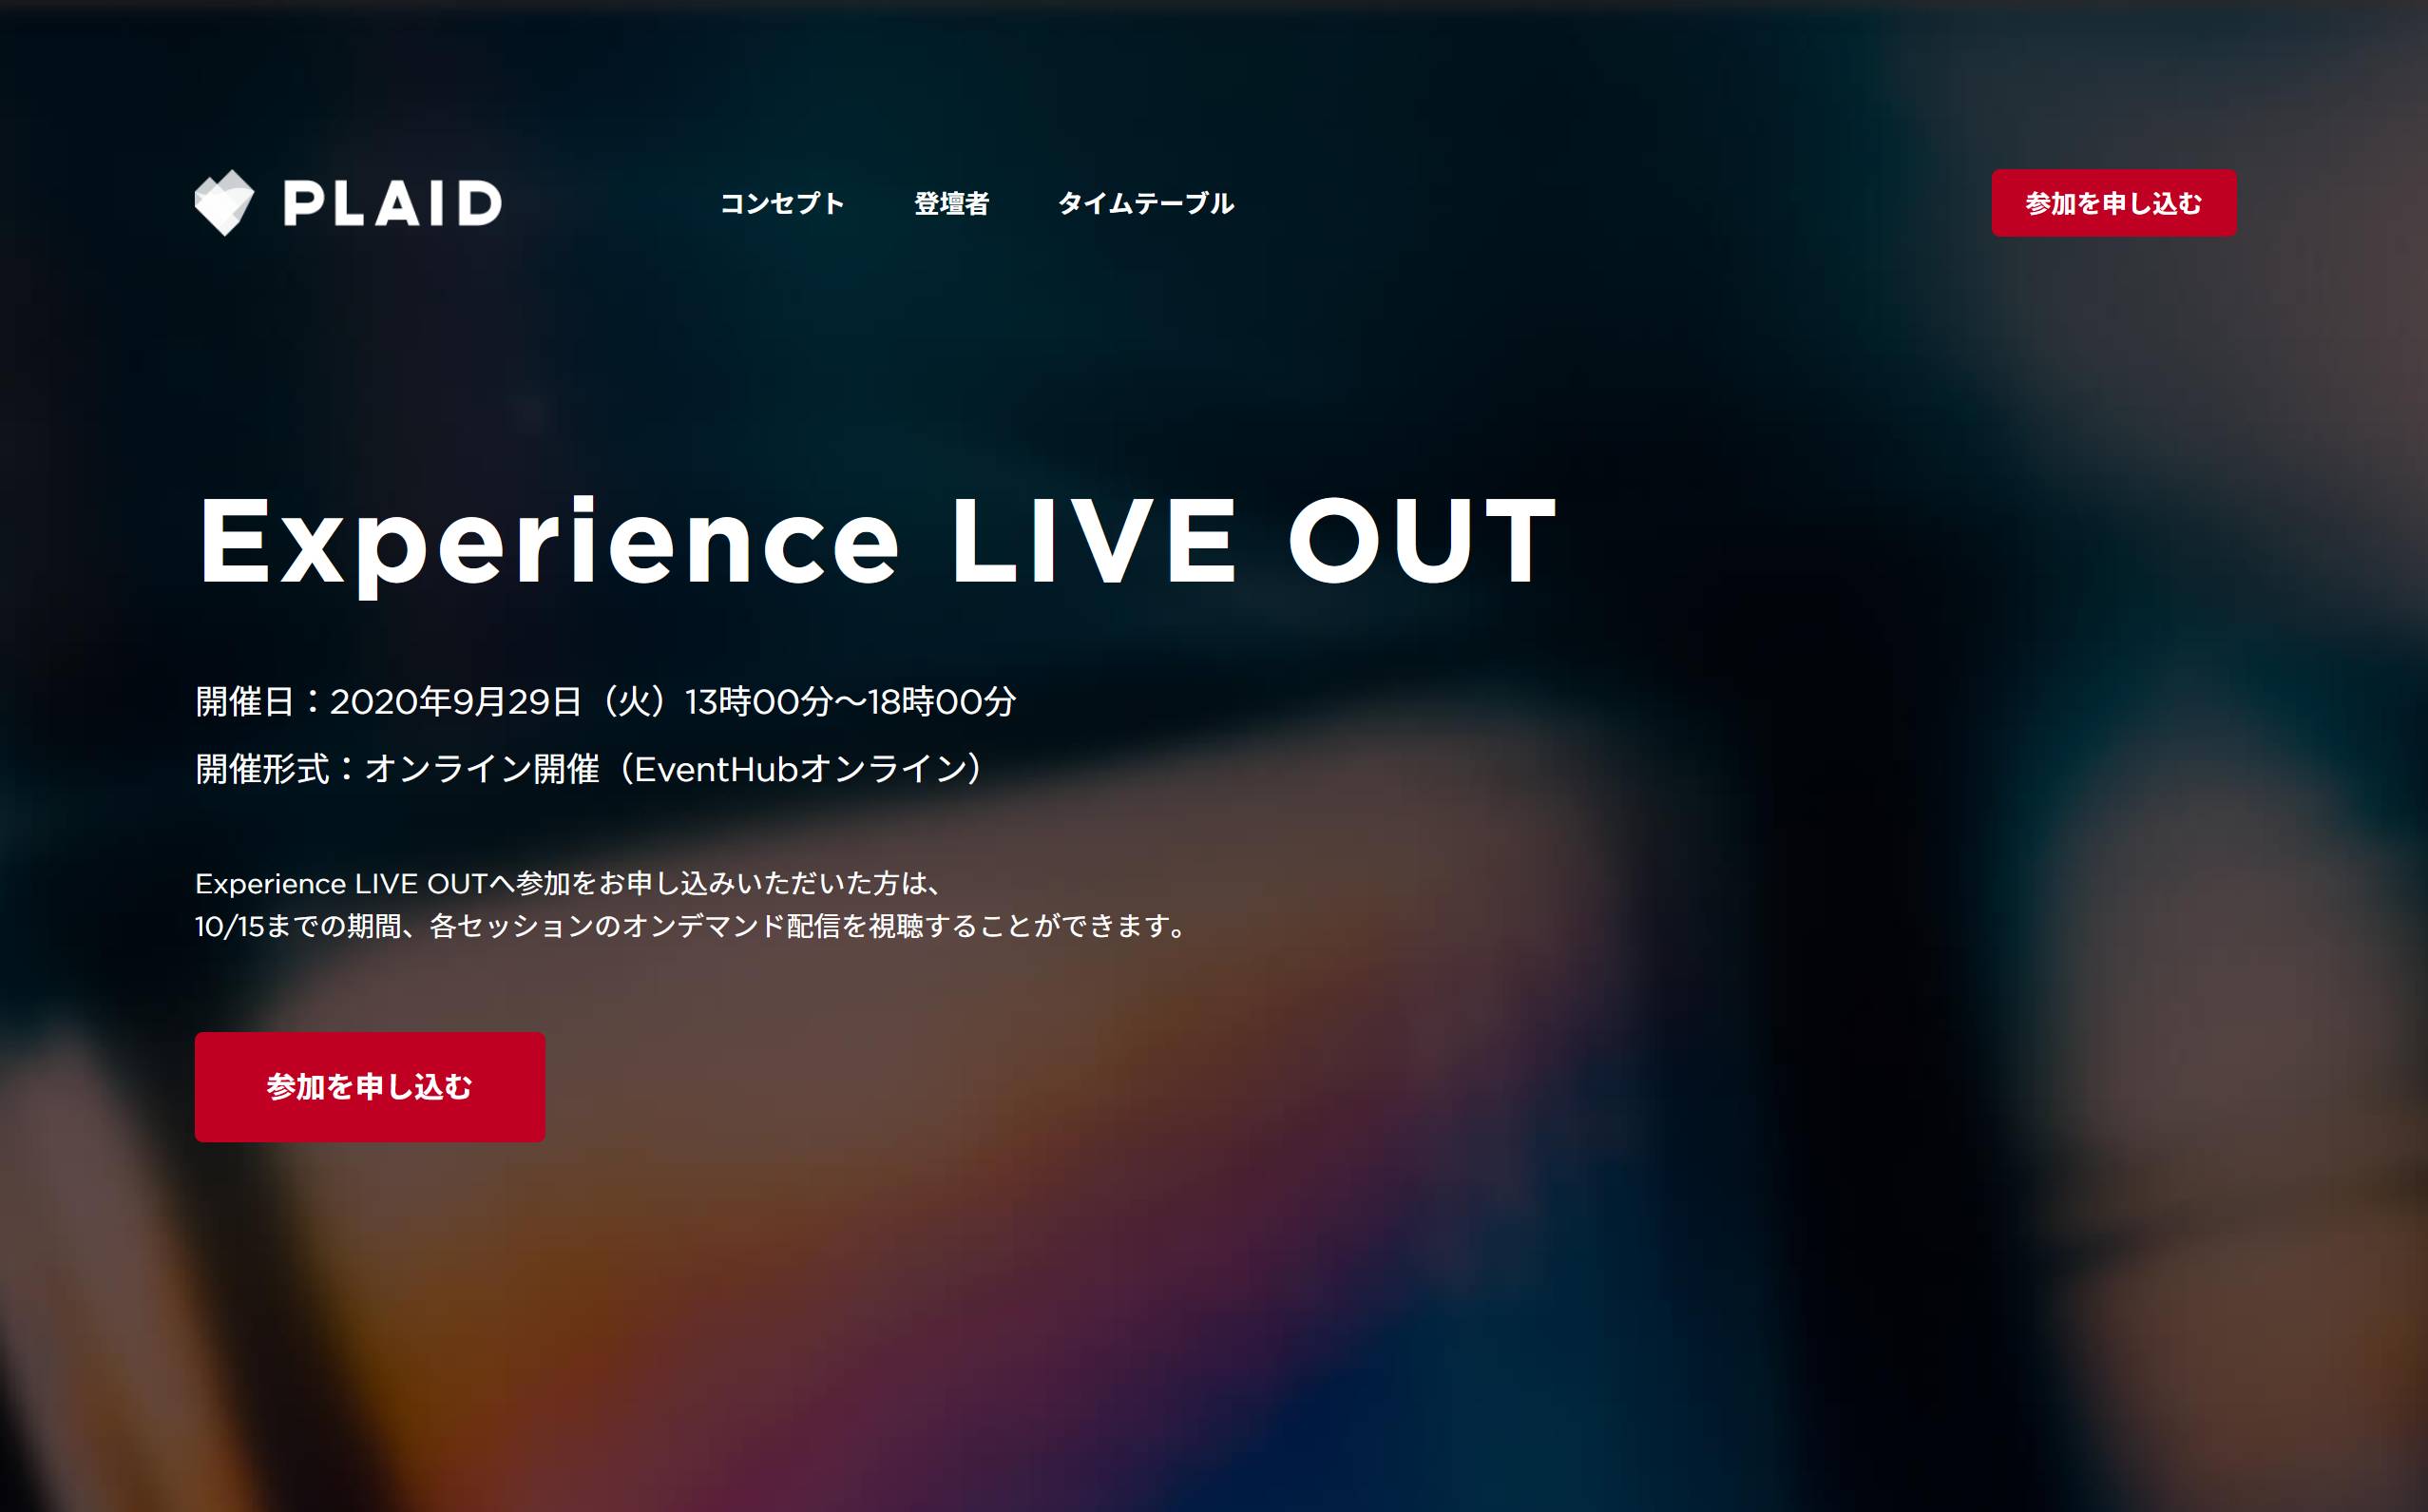 PLAID
コンセプト 登壇者 タイムテーブル 参加を申し込む
Experience LIVE OUT
開催日：2020年9月29日（火）13時00分〜18時00分
開催形式：オンライン開催（EventHubオンライン）
Experience LIVE OUTへ参加をお申し込みいただいた方は、
10/15までの期間、各セッションのオンデマンド配信を視聴することができます。
参加を申し込む